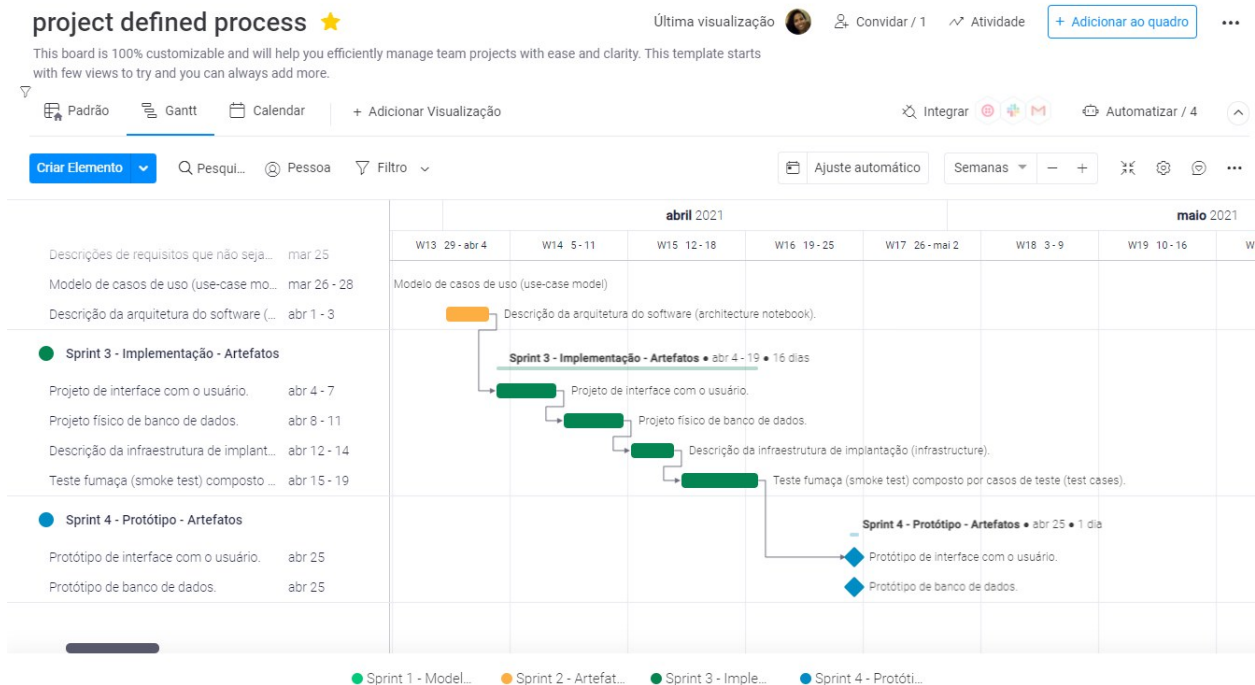 project defined process
Última visualização
Convidar / 1
Atividade
+ Adicionar ao quadro
This board is 100% customizable and will help you efficiently manage team projects with ease and clarity. This template starts
with few views to try and you can always add more.
Padrão
Gantt
Calendar
+ Adicionar Visualização
Integrar
Automatizar / 4
Criar Elemento
Pesqui...
Pessoa
Filtro
Ajuste automático
Semanas
abril 2021
maio 2021
W13 29 - abr 4
W14 5 - 11
W15 12 - 18
W16 19 - 25
W17 26 - mai 2
W18 3 - 9
W19 10 - 16
W
Descrições de requisitos que não seja... mar 25
Modelo de casos de uso (use-case mo... mar 26 - 28
Modelo de casos de uso (use-case model)
Descrição da arquitetura do software (... abr 1 - 3
Descrição da arquitetura do software (architecture notebook).
Sprint 3 - Implementação - Artefatos
Sprint 3 - Implementação - Artefatos ● abr 4 - 19 ● 16 dias
Projeto de interface com o usuário. abr 4 - 7
Projeto de interface com o usuário.
Projeto físico de banco de dados. abr 8 - 11
Projeto físico de banco de dados.
Descrição da infraestrutura de implant... abr 12 - 14
Descrição da infraestrutura de implantação (infrastructure).
Teste fumaça (smoke test) composto ... abr 15 - 19
Teste fumaça (smoke test) composto por casos de teste (test cases).
Sprint 4 - Protótipo - Artefatos
Sprint 4 - Protótipo - Artefatos ● abr 25 ● 1 dia
Protótipo de interface com o usuário. abr 25
Protótipo de interface com o usuário.
Protótipo de banco de dados. abr 25
Protótipo de banco de dados.
Sprint 1 - Model...
Sprint 2 - Artefat...
Sprint 3 - Imple...
Sprint 4 - Protóti...